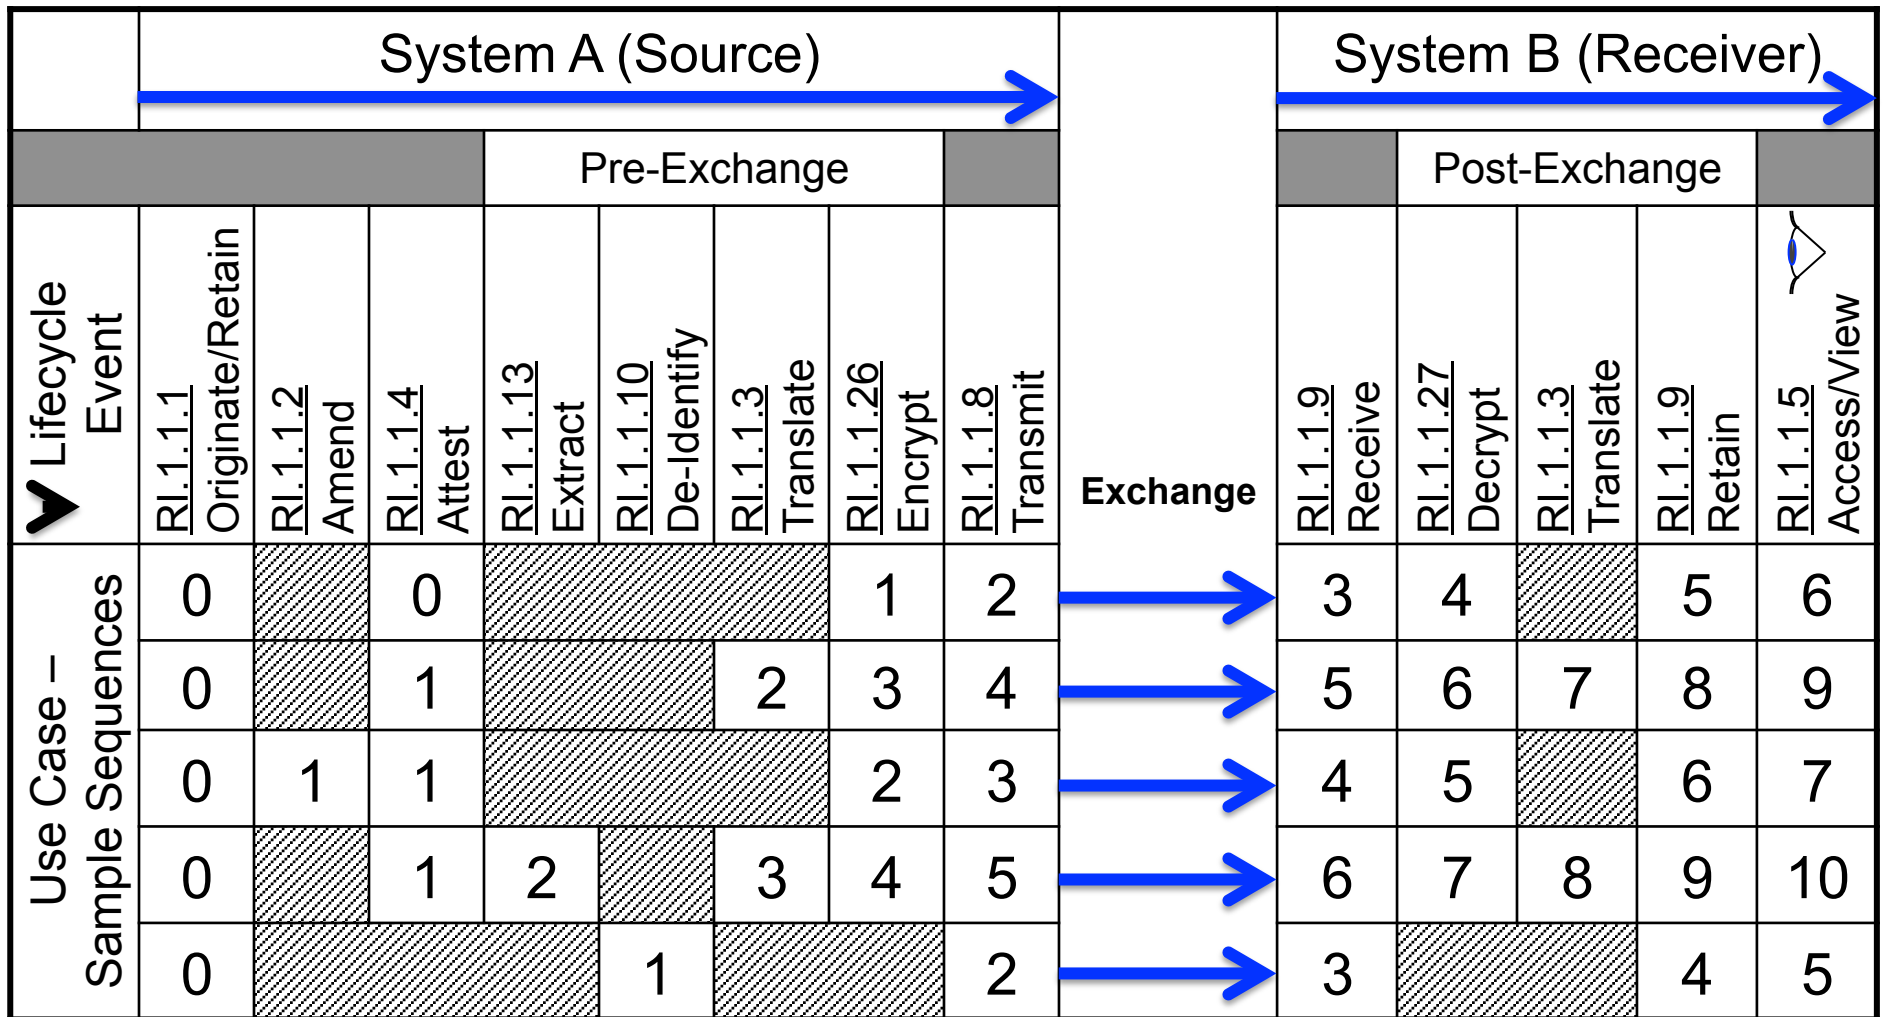 System A (Source)
System B (Receiver)
Pre-Exchange
Post-Exchange
Lifecycle
Event
RI.1.1.1
Originate/Retain
RI.1.1.2
Amend
RI.1.1.4
Attest
RI.1.1.13
Extract
RI.1.1.10
De-Identify
RI.1.1.3
Translate
RI.1.1.26
Encrypt
RI.1.1.8
Transmit
Exchange
RI.1.1.9
Receive
RI.1.1.27
Decrypt
RI.1.1.3
Translate
RI.1.1.9
Retain
RI.1.1.5
Access/View
Use Case –
Sample Sequences
0 0 1 2 3 4 5 6
0 1 2 3 4 5 6 7 8 9
0 1 1 2 3 4 5 6 7
0 1 2 3 4 5 6 7 8 9 10
0 1 2 3 4 5